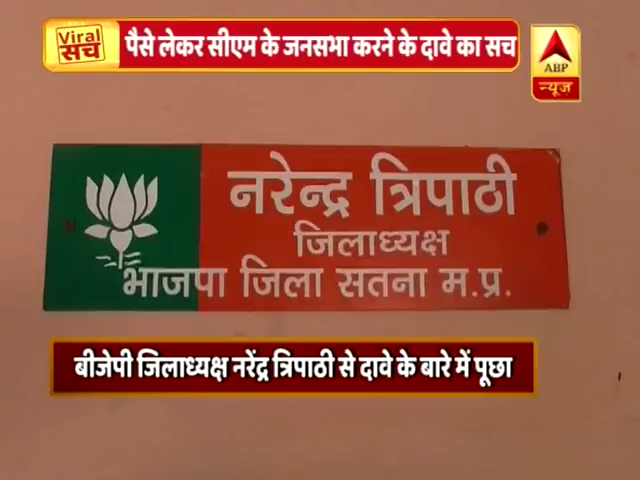 Viral सच
पैसे लेकर सीएम के जनसभा करने के दावे का सच
ABP
न्यूज़
नरेन्द्र त्रिपाठी
जिलाध्यक्ष
भाजपा जिला सतना म.प्र.
बीजेपी जिलाध्यक्ष नरेंद्र त्रिपाठी से दावे के बारे में पूछा